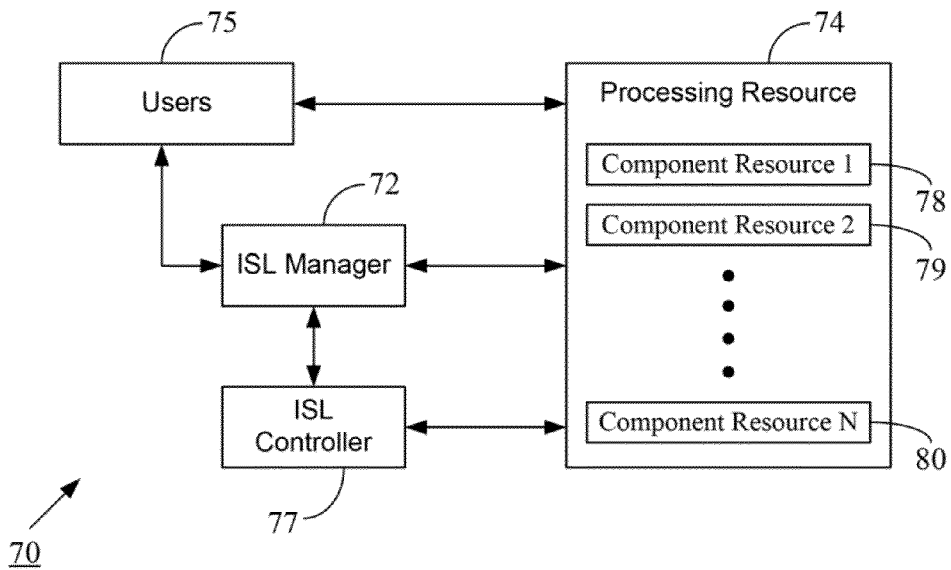 75
74
Users
Processing Resource
Component Resource 1
78
72
Component Resource 2
79
ISL Manager
ISL
Controller
Component Resource N
80
77
70